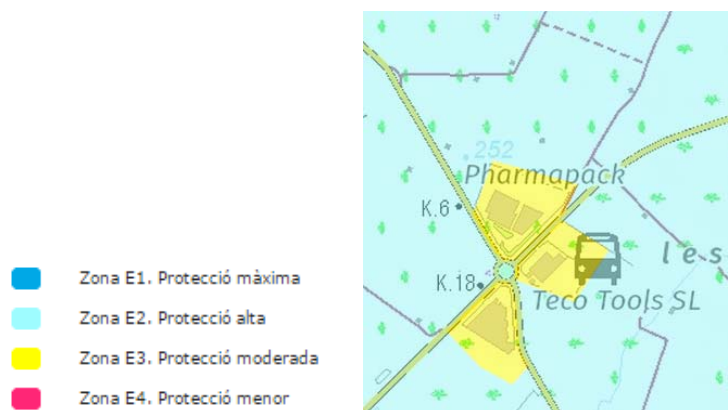 Zona E1. Protecció màxima
Zona E2. Protecció alta
Zona E3. Protecció moderada
Zona E4. Protecció menor
.252
Pharmapack
K.6
les
K.18
Teco Tools SL